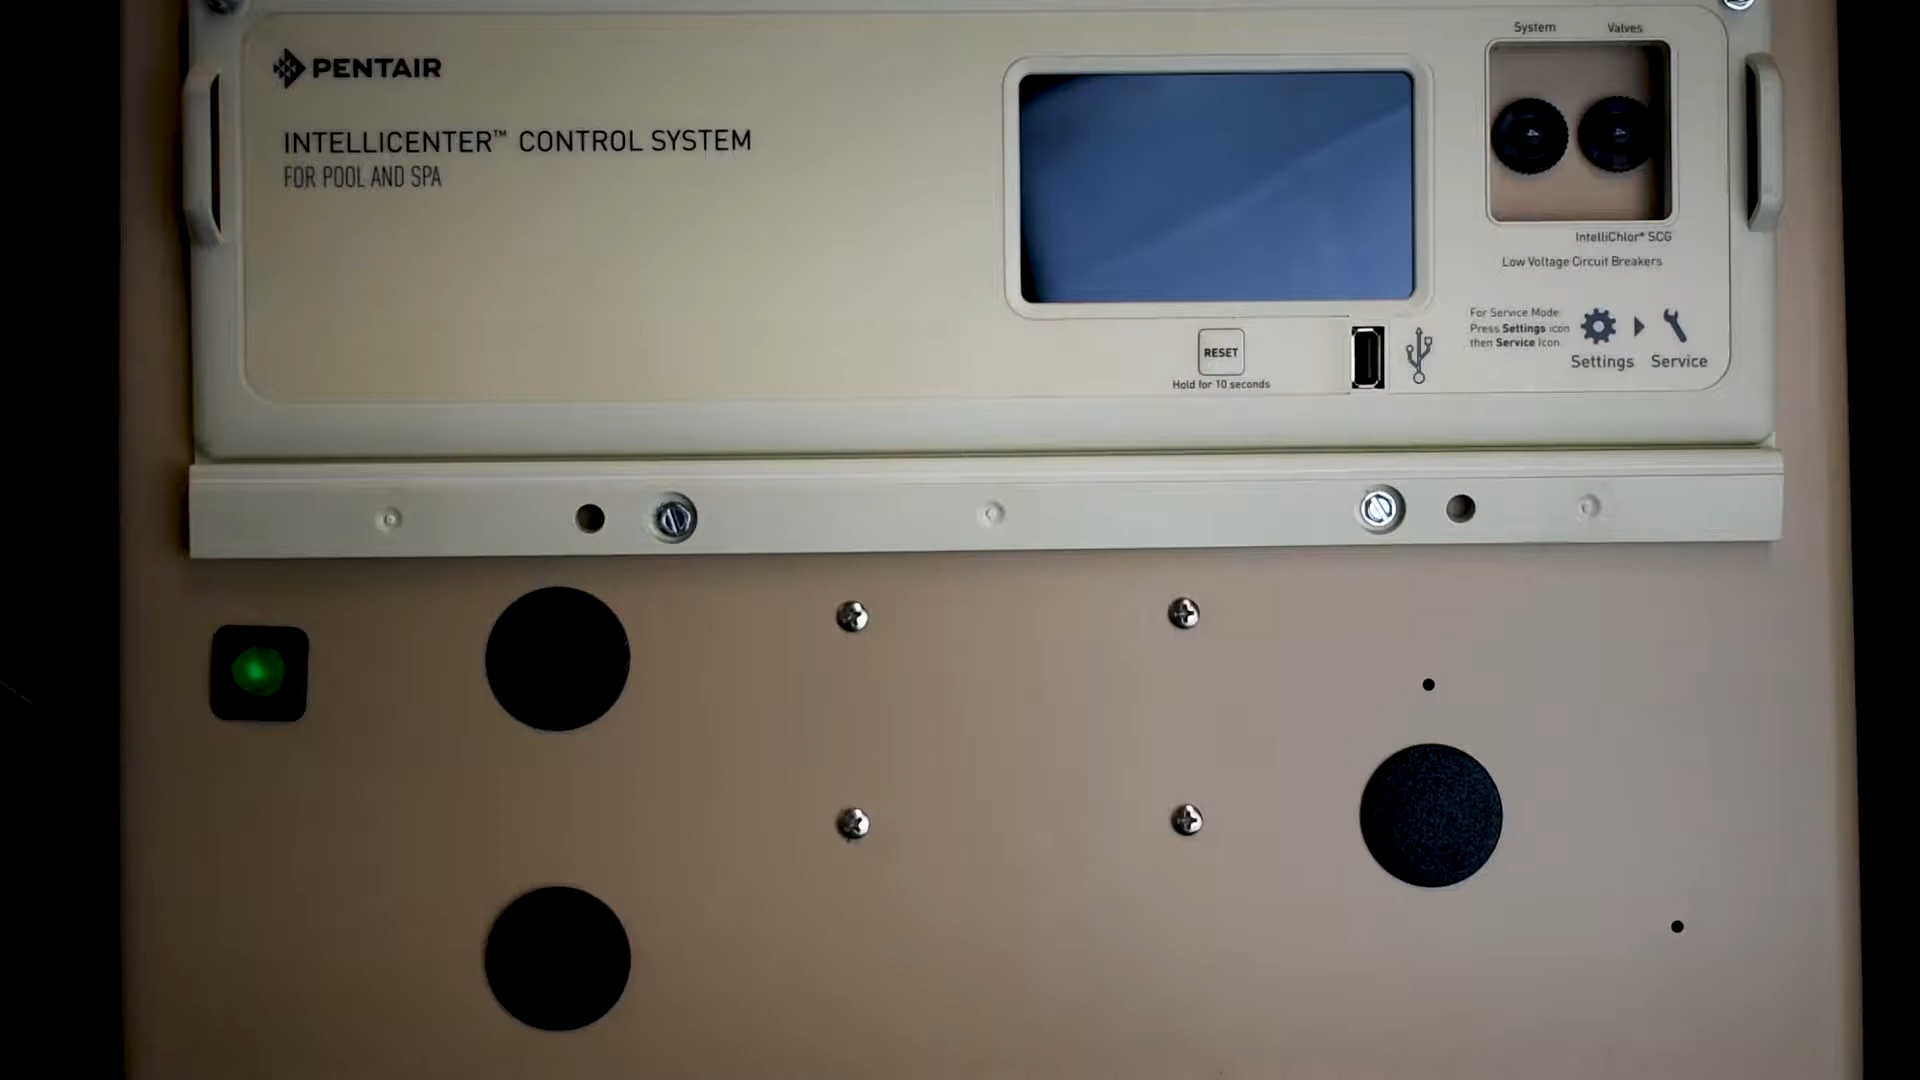 PENTAIR
INTELLICENTER™ CONTROL SYSTEM
FOR POOL AND SPA
System Valves
IntelliChlor® SCG
Low Voltage Circuit Breakers
For Service Mode
Press Settings icon
then Service Icon.
Settings Service
RESET
Hold for 10 seconds